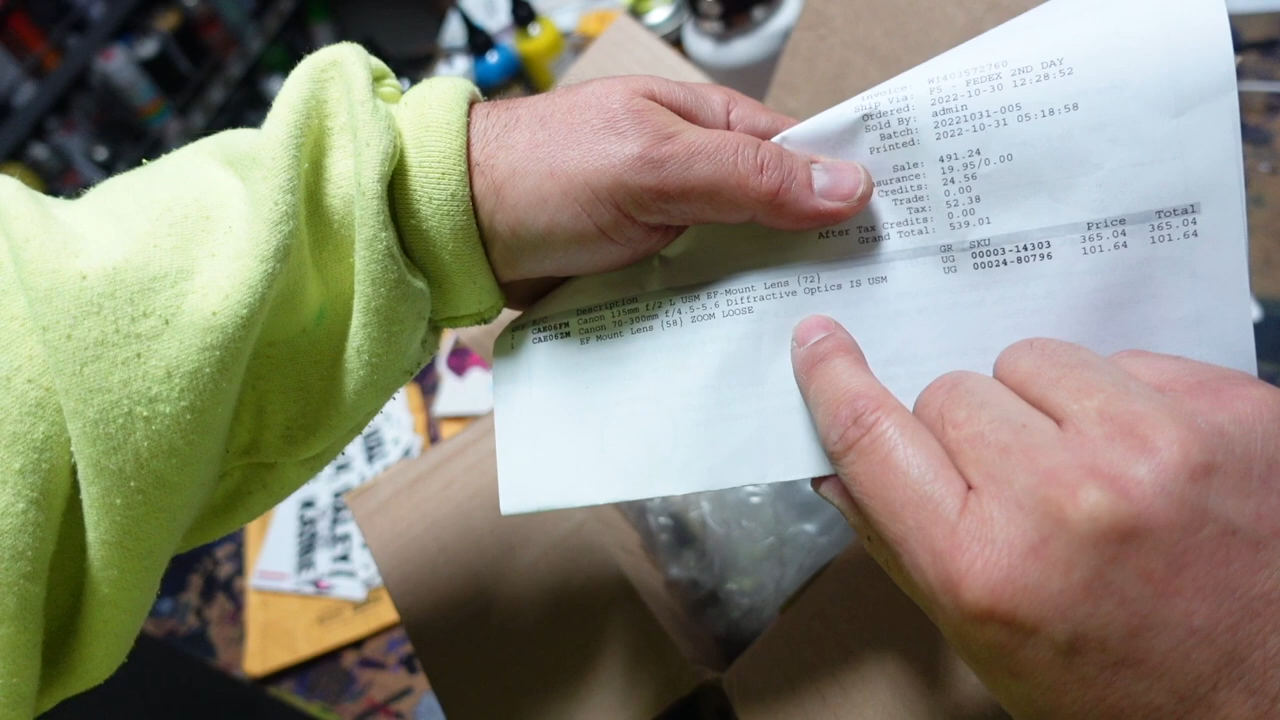 Invoice: W1403572760
Ship Via: F5 - FEDEX 2ND DAY
Ordered: 2022-10-30 12:28:52
Sold By: admin
Batch: 20221031-005
Printed: 2022-10-31 05:18:58
Sale: 491.24
surance: 19.95/0.00
Credits: 24.56
Trade: 0.00
Tax: 52.38
After Tax Credits: 0.00
Grand Total: 539.01
Description GR SKU Price Total
1 CAE06FM Canon 135mm f/2 L USM EF-Mount Lens {72} UG 00003-14303 365.04 365.04
1 CAE06ZM Canon 70-300mm f/4.5-5.6 Diffractive Optics IS USM UG 00024-80796 101.64 101.64
EF Mount Lens {58} ZOOM LOOSE